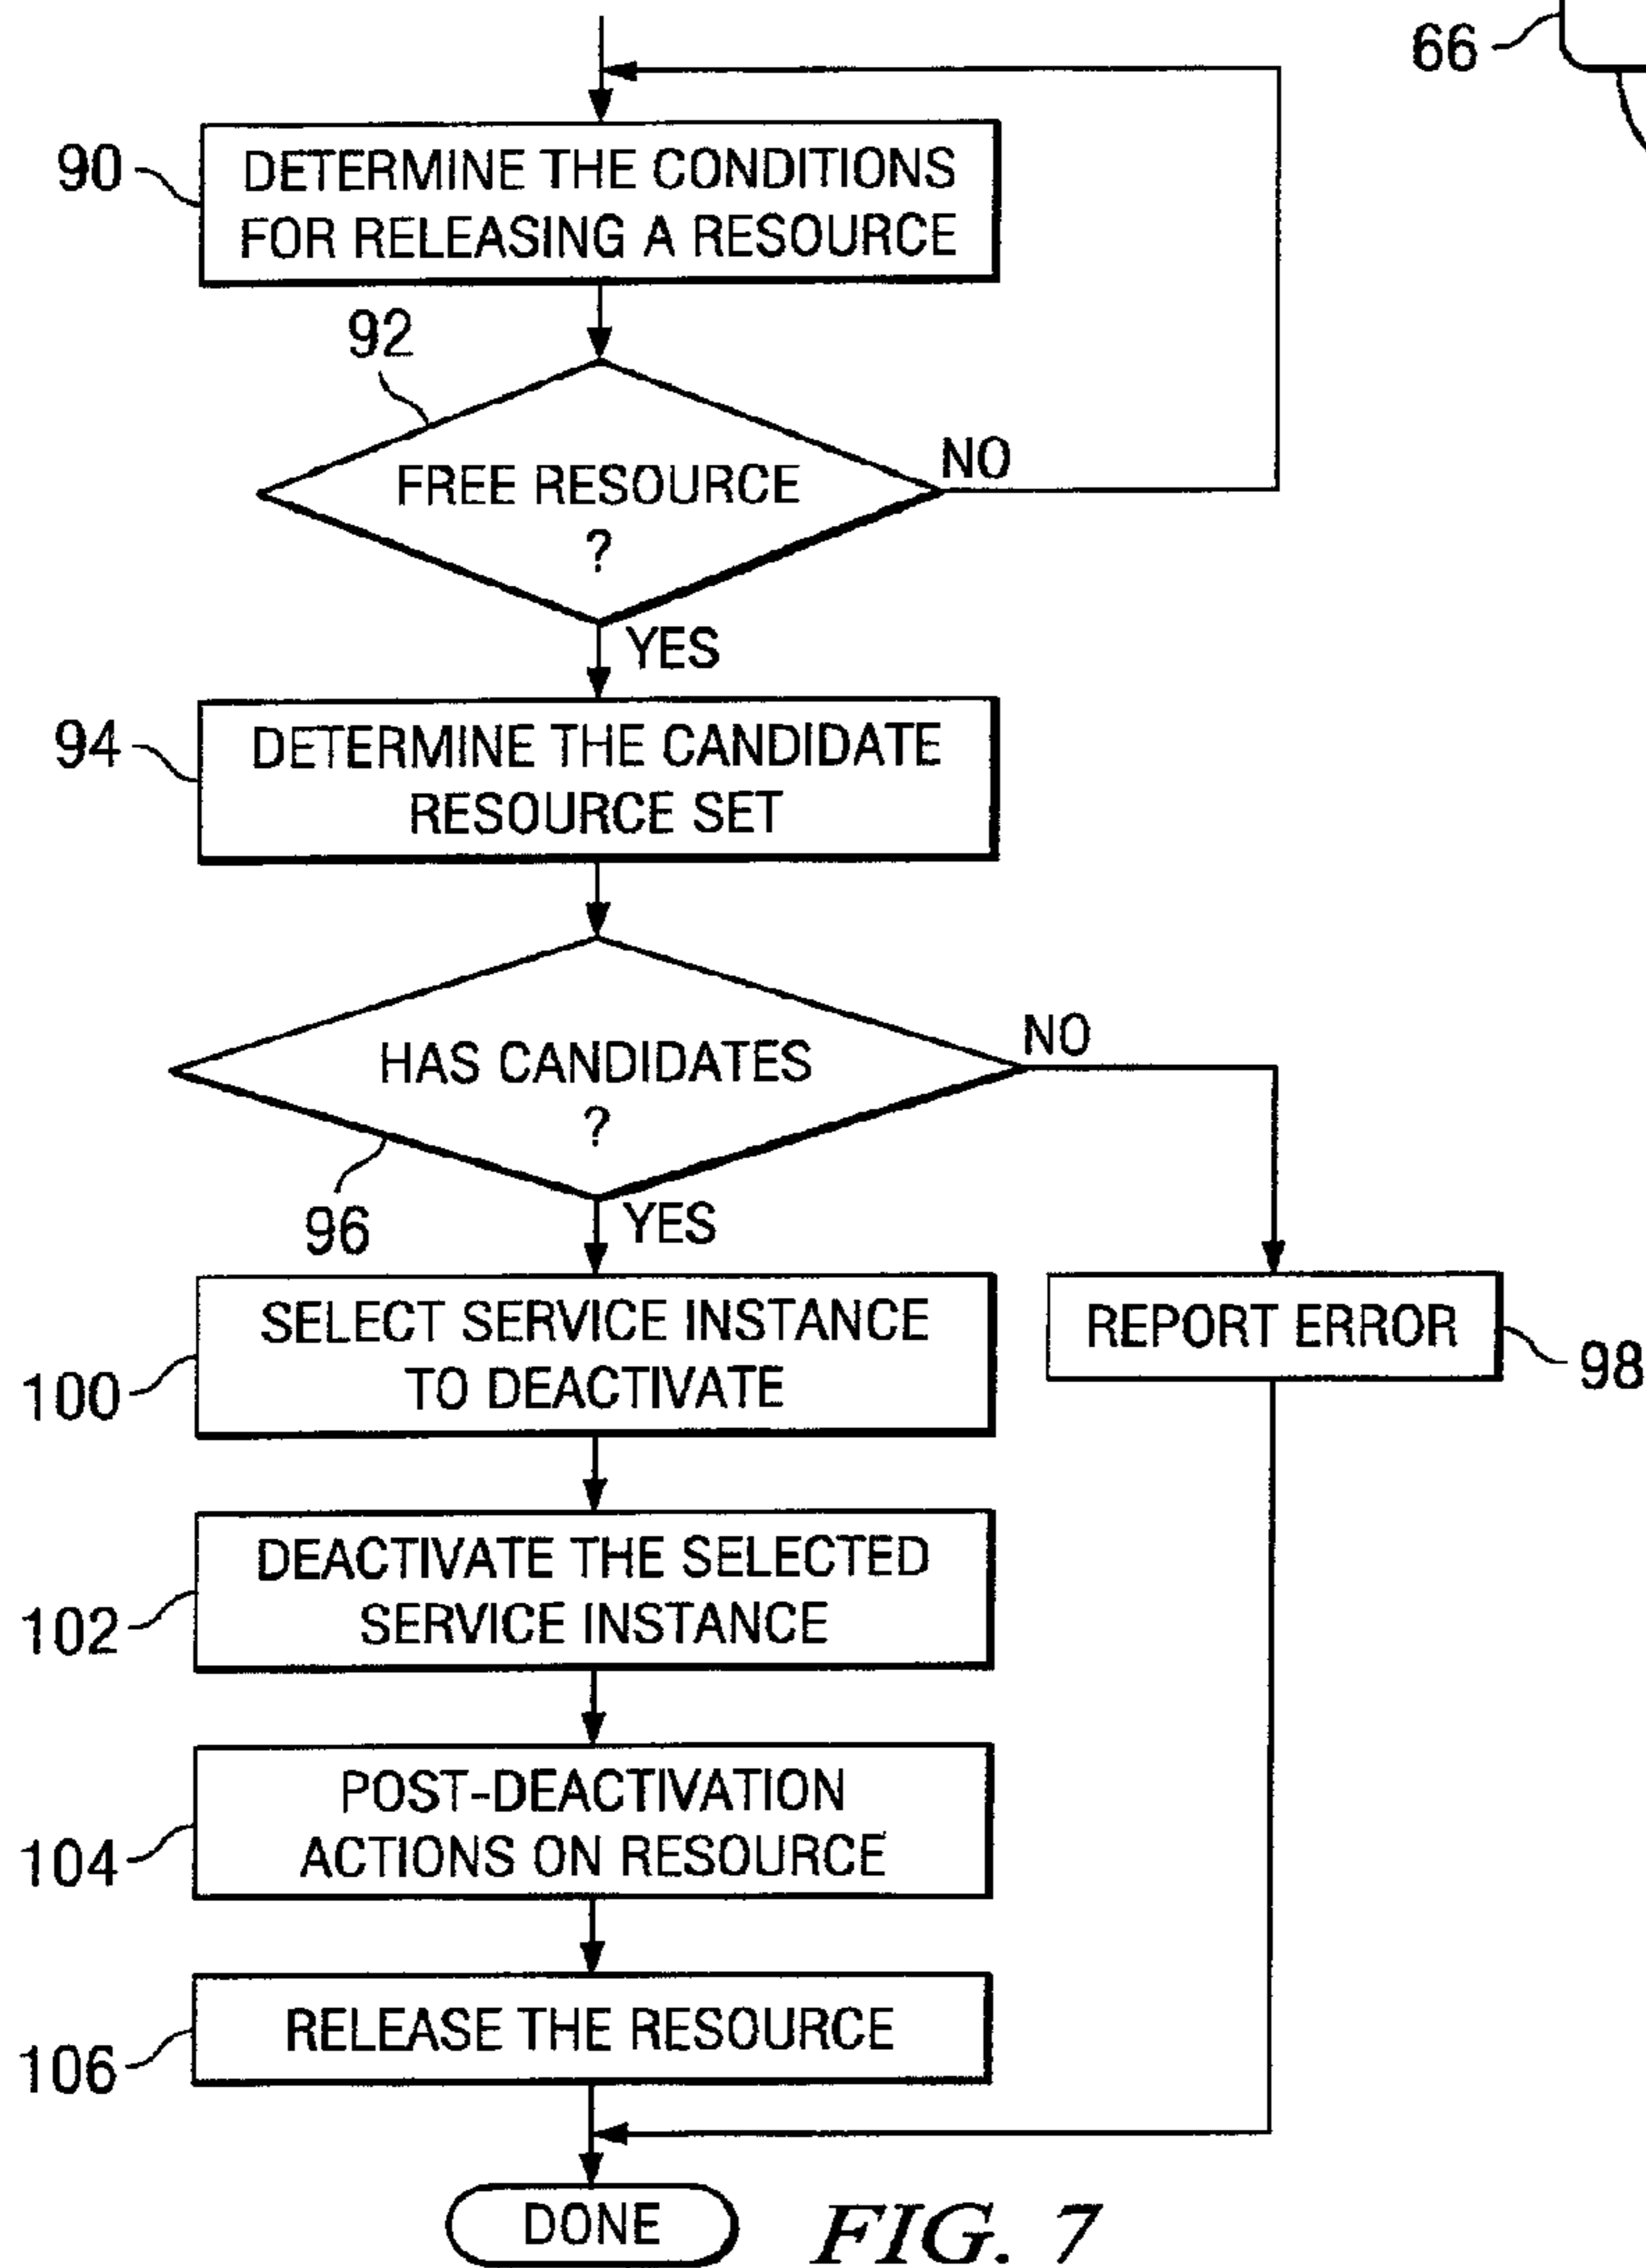 66
90
DETERMINE THE CONDITIONS
FOR RELEASING A RESOURCE
92
FREE RESOURCE
?
NO
YES
94
DETERMINE THE CANDIDATE
RESOURCE SET
HAS CANDIDATES
?
NO
96
YES
100
SELECT SERVICE INSTANCE
TO DEACTIVATE
REPORT ERROR
98
102
DEACTIVATE THE SELECTED
SERVICE INSTANCE
104
POST-DEACTIVATION
ACTIONS ON RESOURCE
106
RELEASE THE RESOURCE
DONE
FIG. 7